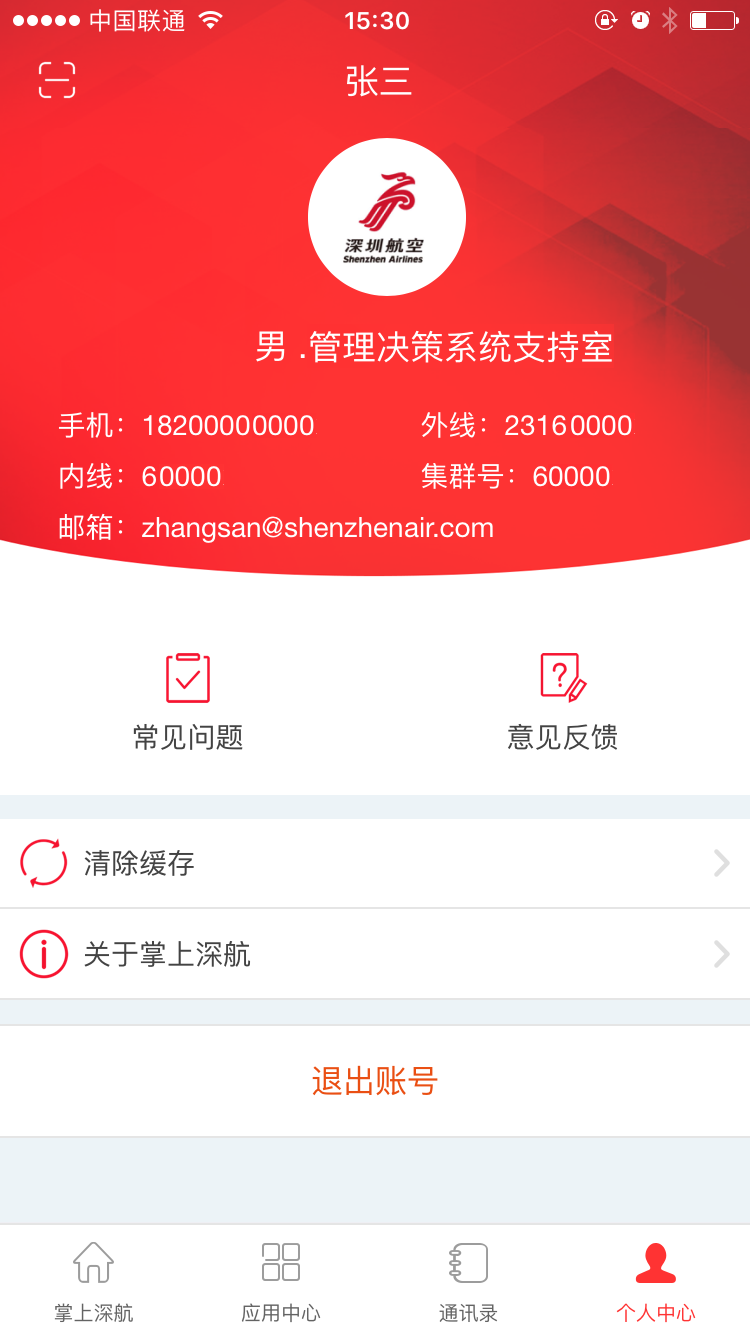 中国联通 15:30
张三
深圳航空
Shenzhen Airlines
男 .管理决策系统支持室
手机：18200000000 外线：23160000
内线：60000 集群号：60000
邮箱：zhangsan@shenzhenair.com
常见问题 意见反馈
清除缓存
关于掌上深航
退出账号
掌上深航 应用中心 通讯录 个人中心